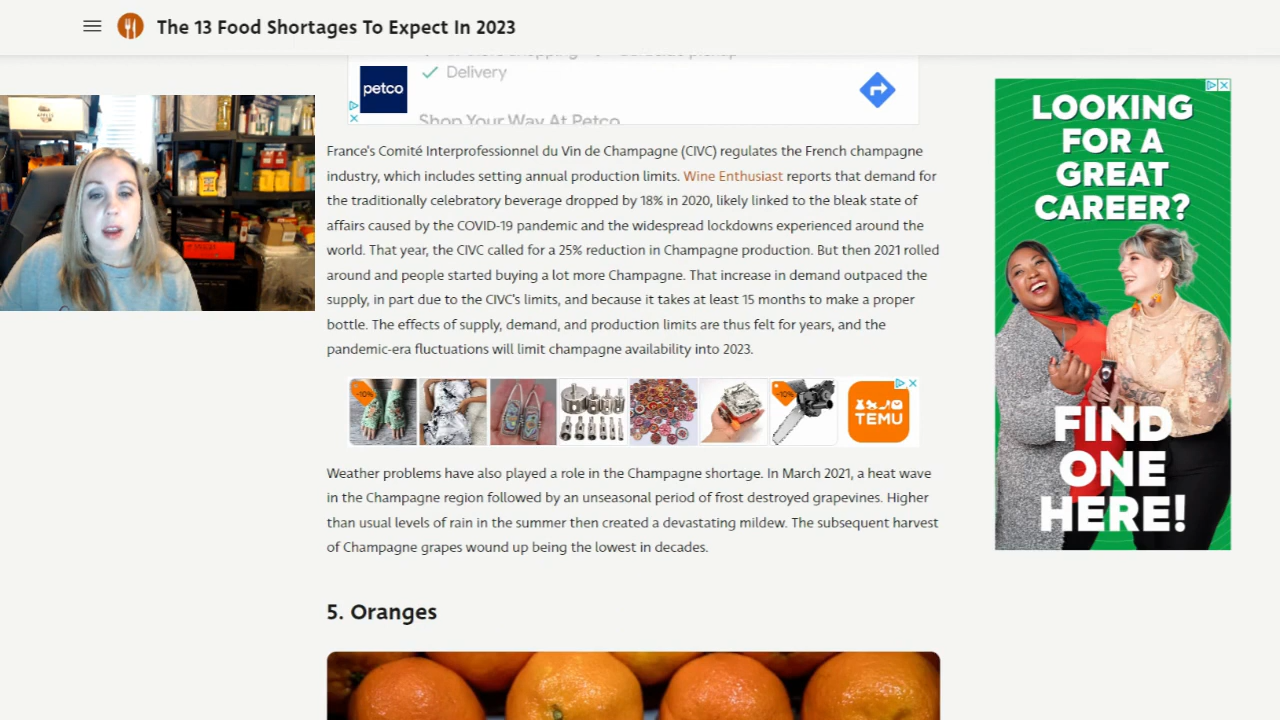 The 13 Food Shortages To Expect In 2023
petco
Delivery
Shop Your Way At Petco
France's Comité Interprofessionnel du Vin de Champagne (CIVC) regulates the French champagne
industry, which includes setting annual production limits. Wine Enthusiast reports that demand for
the traditionally celebratory beverage dropped by 18% in 2020, likely linked to the bleak state of
affairs caused by the COVID-19 pandemic and the widespread lockdowns experienced around the
world. That year, the CIVC called for a 25% reduction in Champagne production. But then 2021 rolled
around and people started buying a lot more Champagne. That increase in demand outpaced the
supply, in part due to the CIVC's limits, and because it takes at least 15 months to make a proper
bottle. The effects of supply, demand, and production limits are thus felt for years, and the
pandemic-era fluctuations will limit champagne availability into 2023.
-10%
-10%
TEMU
Weather problems have also played a role in the Champagne shortage. In March 2021, a heat wave
in the Champagne region followed by an unseasonal period of frost destroyed grapevines. Higher
than usual levels of rain in the summer then created a devastating mildew. The subsequent harvest
of Champagne grapes wound up being the lowest in decades.
5. Oranges
LOOKING
FOR A
GREAT
CAREER?
FIND
ONE
HERE!